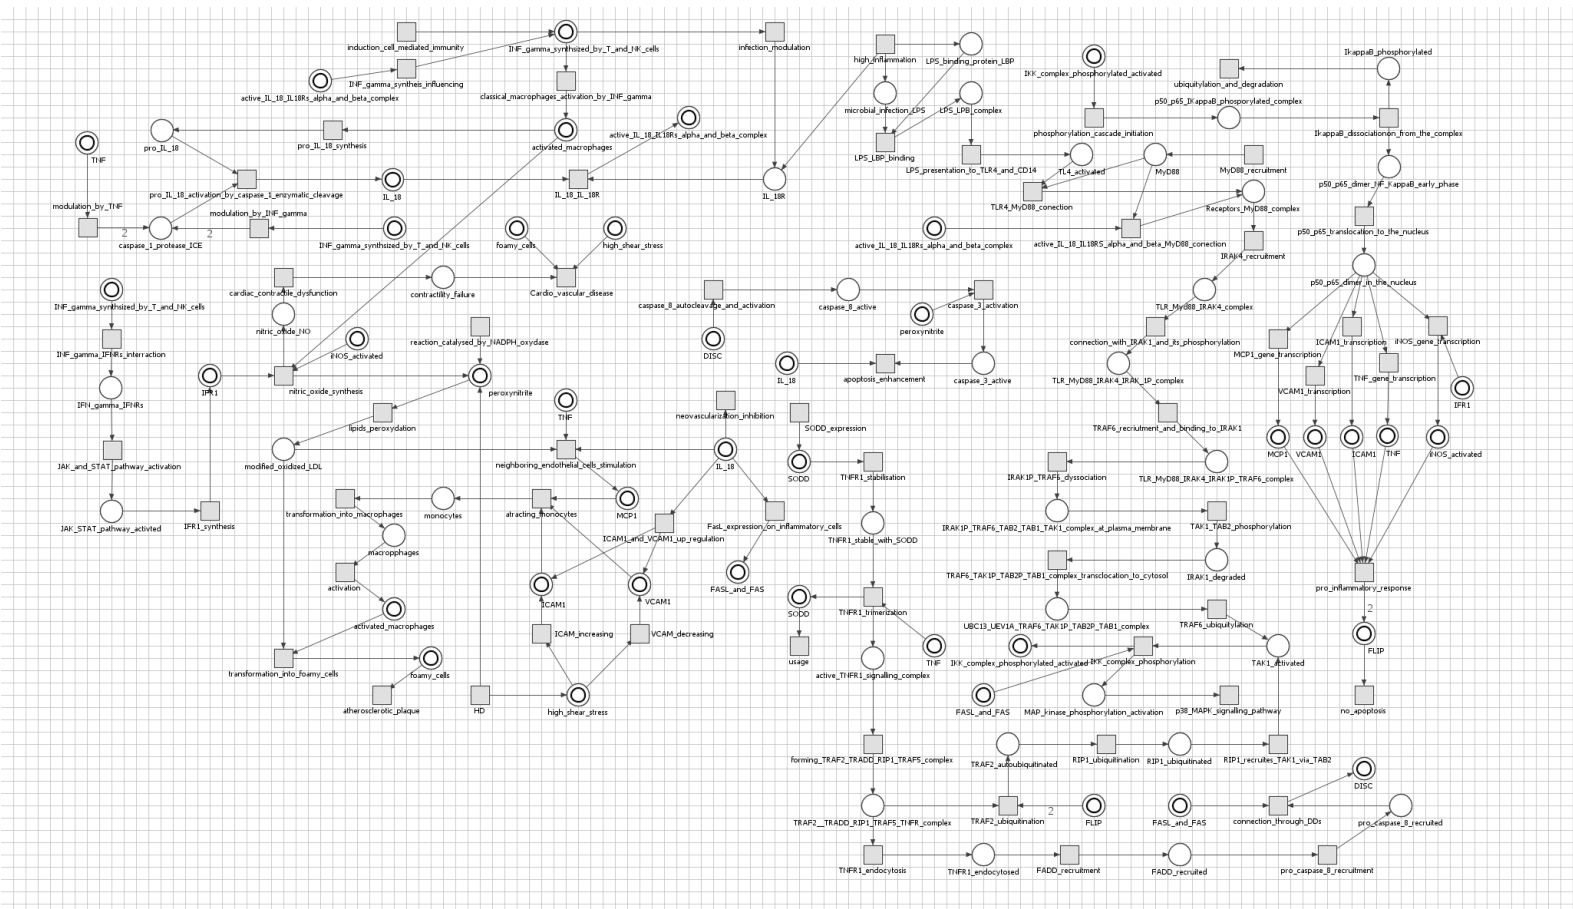 induction_cell_mediated_immunity
INF_gamma_synthsized_by_T_and_NK_cells
infection_modulation
high_inflammation
LPS_binding_protein_LBP
IkappaB_phosphorylated
INF_gamma_syntheis_influencing
active_IL_18_IL18Rs_alpha_and_beta_complex
classical_macrophages_activation_by_INF_gamma
IKK_complex_phosphorylated_activated
ubiquitylation_and_degradation
microbial_infection_LPS
LPS_LPB_complex
p50_p65_IKappaB_phosporylated_complex
TNF
pro_IL_18
pro_IL_18_synthesis
activated_macrophages
active_IL_18_IL18Rs_alpha_and_beta_complex
LPS_LBP_binding
phosphorylation_cascade_initiation
IkappaB_dissociationon_from_the_complex
LPS_presentation_to_TLR4_and_CD14
TL4_activated
MyD88
MyD88_recruitment
p50_p65_dimer_NF_KappaB_early_phase
pro_IL_18_activation_by_caspase_1_enzymatic_cleavage
IL_18
IL_18_IL_18R
IL_18R
TLR4_MyD88_conection
Receptors_MyD88_complex
modulation_by_TNF
modulation_by_INF_gamma
2
2
caspase_1_protease_ICE
INF_gamma_synthsized_by_T_and_NK_cells
foamy_cells
high_shear_stress
active_IL_18_IL18Rs_alpha_and_beta_complex
active_IL_18_IL18RS_alpha_and_beta_MyD88_conection
IRAK4_recruitment
p50_p65_translocation_to_the_nucleus
INF_gamma_synthsized_by_T_and_NK_cells
cardiac_contractile_dysfunction
contractility_failure
Cardio_vascular_disease
caspase_8_autocleavage_and_activation
caspase_8_active
caspase_3_activation
TLR_Myd88_IRAK4_complex
p50_p65_dimer_in_the_nucleus
nitric_oxide_NO
reaction_catalysed_by_NADPH_oxydase
peroxynitrite
INF_gamma_IFNRs_interraction
iNOS_activated
DISC
connection_with_IRAK1_and_its_phosphorylation
MCP1_gene_transcription
ICAM1_transcription
iNOS_gene_transcription
IFR1
nitric_oxide_synthesis
peroxynitrite
IL_18
apoptosis_enhancement
caspase_3_active
TLR_MyD88_IRAK4_IRAK_1P_complex
VCAM1_transcription
TNF_gene_transcription
IFN_gamma_IFNRs
lipids_peroxydation
TNF
neovascularization_inhibition
SODD_expression
TRAF6_recriutment_and_binding_to_IRAK1
IFR1
JAK_and_STAT_pathway_activation
modified_oxidized_LDL
neighboring_endothelial_cells_stimulation
IL_18
SODD
TNFR1_stabilisation
IRAK1P_TRAF6_dyssociation
TLR_MyD88_IRAK4_IRAK1P_TRAF6_complex
MCP1
VCAM1
ICAM1
TNF
iNOS_activated
JAK_STAT_pathway_activted
IFR1_synthesis
transformation_into_macrophages
monocytes
atracting_monocytes
MCP1
ICAM1_and_VCAM1_up_regulation
FasL_expression_on_inflammatory_cells
TNFR1_stable_with_SODD
IRAK1P_TRAF6_TAB2_TAB1_TAK1_complex_at_plasma_membrane
TAK1_TAB2_phosphorylation
macropphages
activation
FASL_and_FAS
TRAF6_TAK1P_TAB2P_TAB1_complex_transclocation_to_cytosol
IRAK1_degraded
pro_inflammatory_response
activated_macrophages
ICAM1
VCAM1
SODD
TNFR1_trimerization
UBC13_UEV1A_TRAF6_TAK1P_TAB2P_TAB1_complex
TRAF6_ubiquitylation
2
ICAM_increasing
VCAM_decreasing
usage
TNF
FLIP
transformation_into_foamy_cells
foamy_cells
active_TNFR1_signalling_complex
IKK_complex_phosphorylated_activated
IKK_complex_phosphorylation
TAK1_activated
atherosclerotic_plaque
HD
high_shear_stress
FASL_and_FAS
MAP_kinase_phosphorylation_activation
p38_MAPK_signalling_pathway
no_apoptosis
forming_TRAF2_TRADD_RIP1_TRAF5_complex
TRAF2_autoubiquitinated
RIP1_ubiquitination
RIP1_ubiquitinated
RIP1_recruites_TAK1_via_TAB2
DISC
TRAF2__TRADD_RIP1_TRAF5_TNFR_complex
TRAF2_ubiquitination
2
FLIP
FASL_and_FAS
connection_through_DDs
pro_caspase_8_recruited
TNFR1_endocytosis
TNFR1_endocytosed
FADD_recruitment
FADD_recruited
pro_caspase_8_recruitment